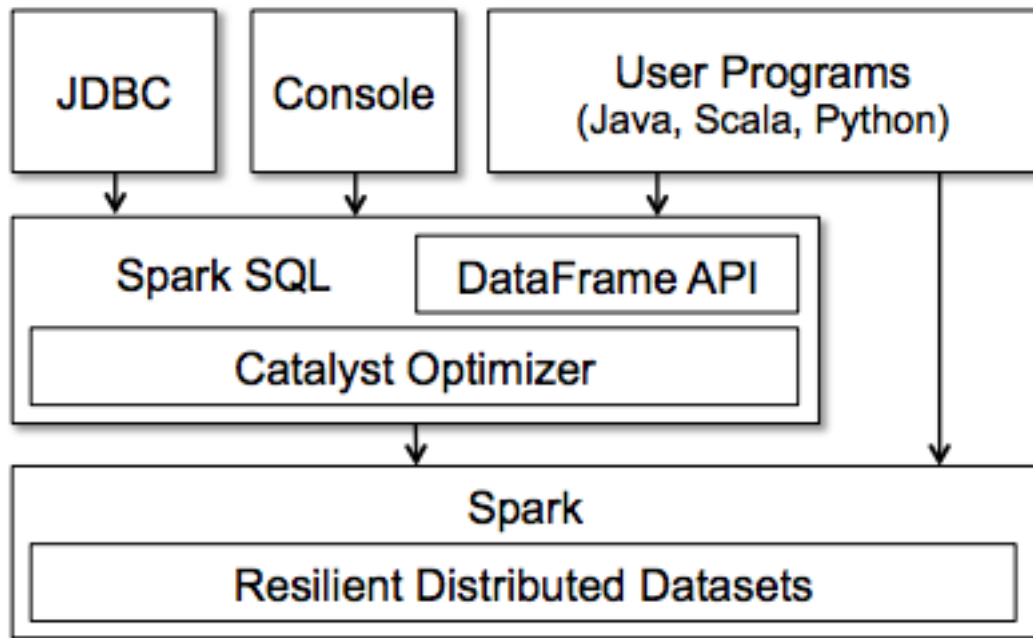 JDBC
Console
User Programs
(Java, Scala, Python)
Spark SQL
DataFrame API
Catalyst Optimizer
Spark
Resilient Distributed Datasets